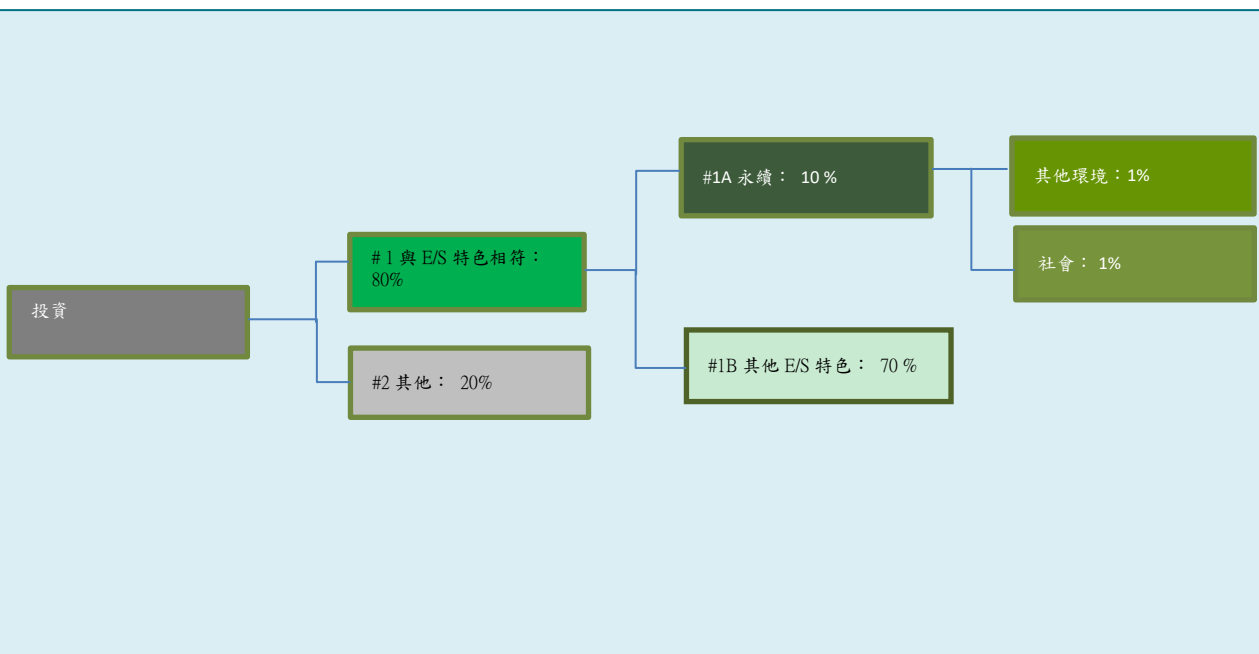 投資
# 1 與 E/S 特色相符：
80%
#2 其他： 20%
#1A 永續： 10 %
#1B 其他 E/S 特色： 70 %
其他環境：1%
社會： 1%